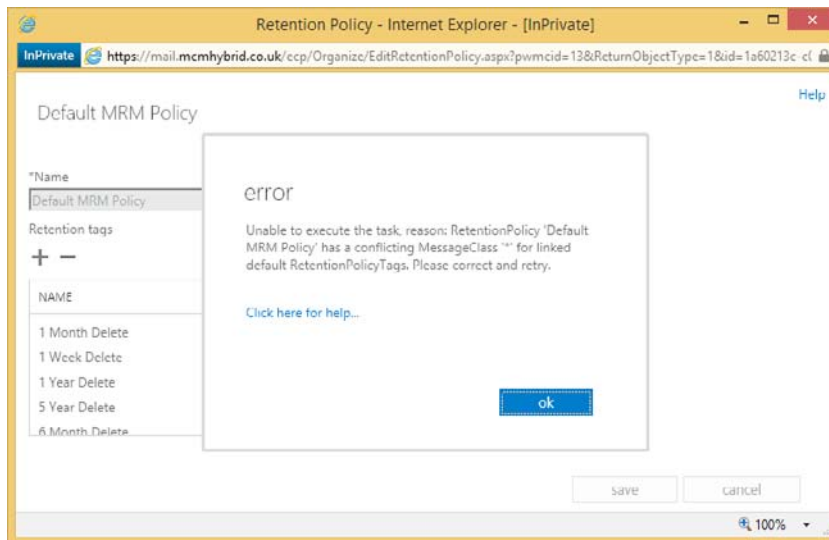 Retention Policy - Internet Explorer - [InPrivate]
InPrivate https://mail.mcmhybrid.co.uk/ecp/Organize/EditRetentionPolicy.aspx?pwmcid=13&ReturnObjectType=1&id=1a60213c-c(
Help
Default MRM Policy
*Name
Default MRM Policy
Retention tags
NAME
1 Month Delete
1 Week Delete
1 Year Delete
5 Year Delete
6 Month Delete
error
Unable to execute the task, reason: RetentionPolicy 'Default
MRM Policy' has a conflicting MessageClass '*' for linked
default RetentionPolicyTags. Please correct and retry.
Click here for help...
ok
save cancel
100%